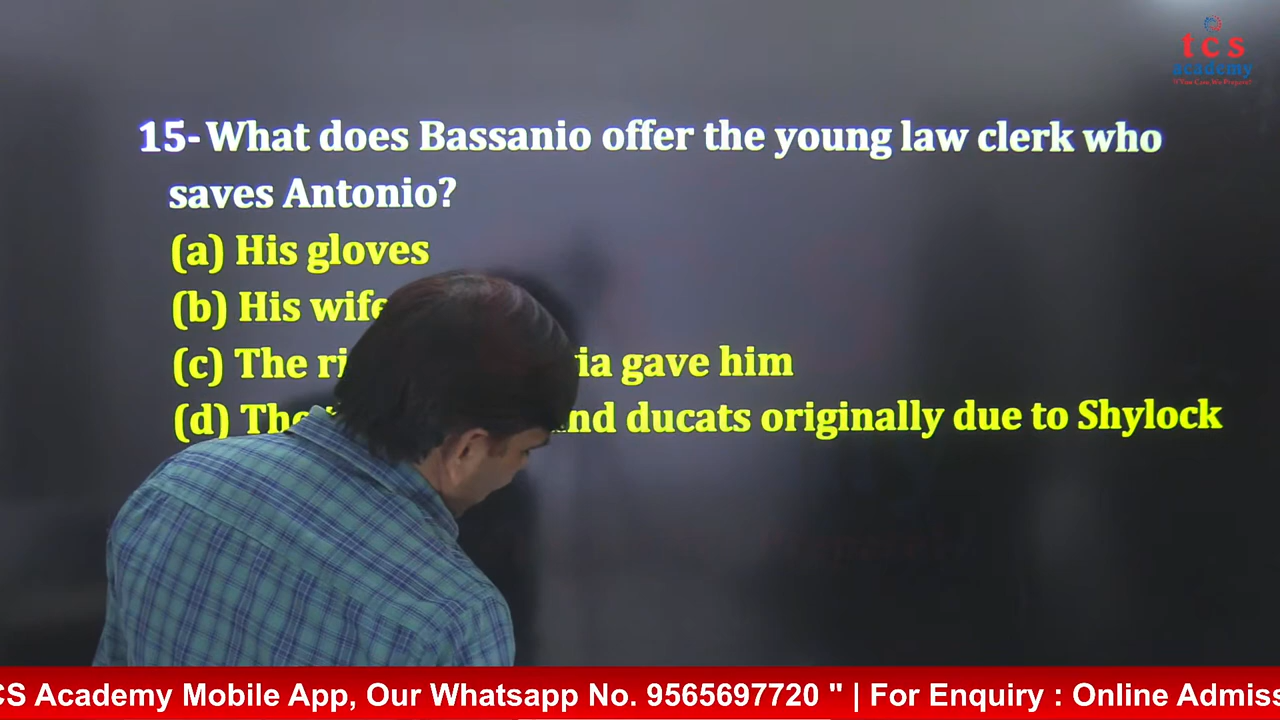 tcs
academy
15- What does Bassanio offer the young law clerk who
saves Antonio?
(a) His gloves
(b) His wife
(c) The ri ia gave him
(d) The nd ducats originally due to Shylock
CS Academy Mobile App, Our Whatsapp No. 9565697720 " | For Enquiry : Online Admiss